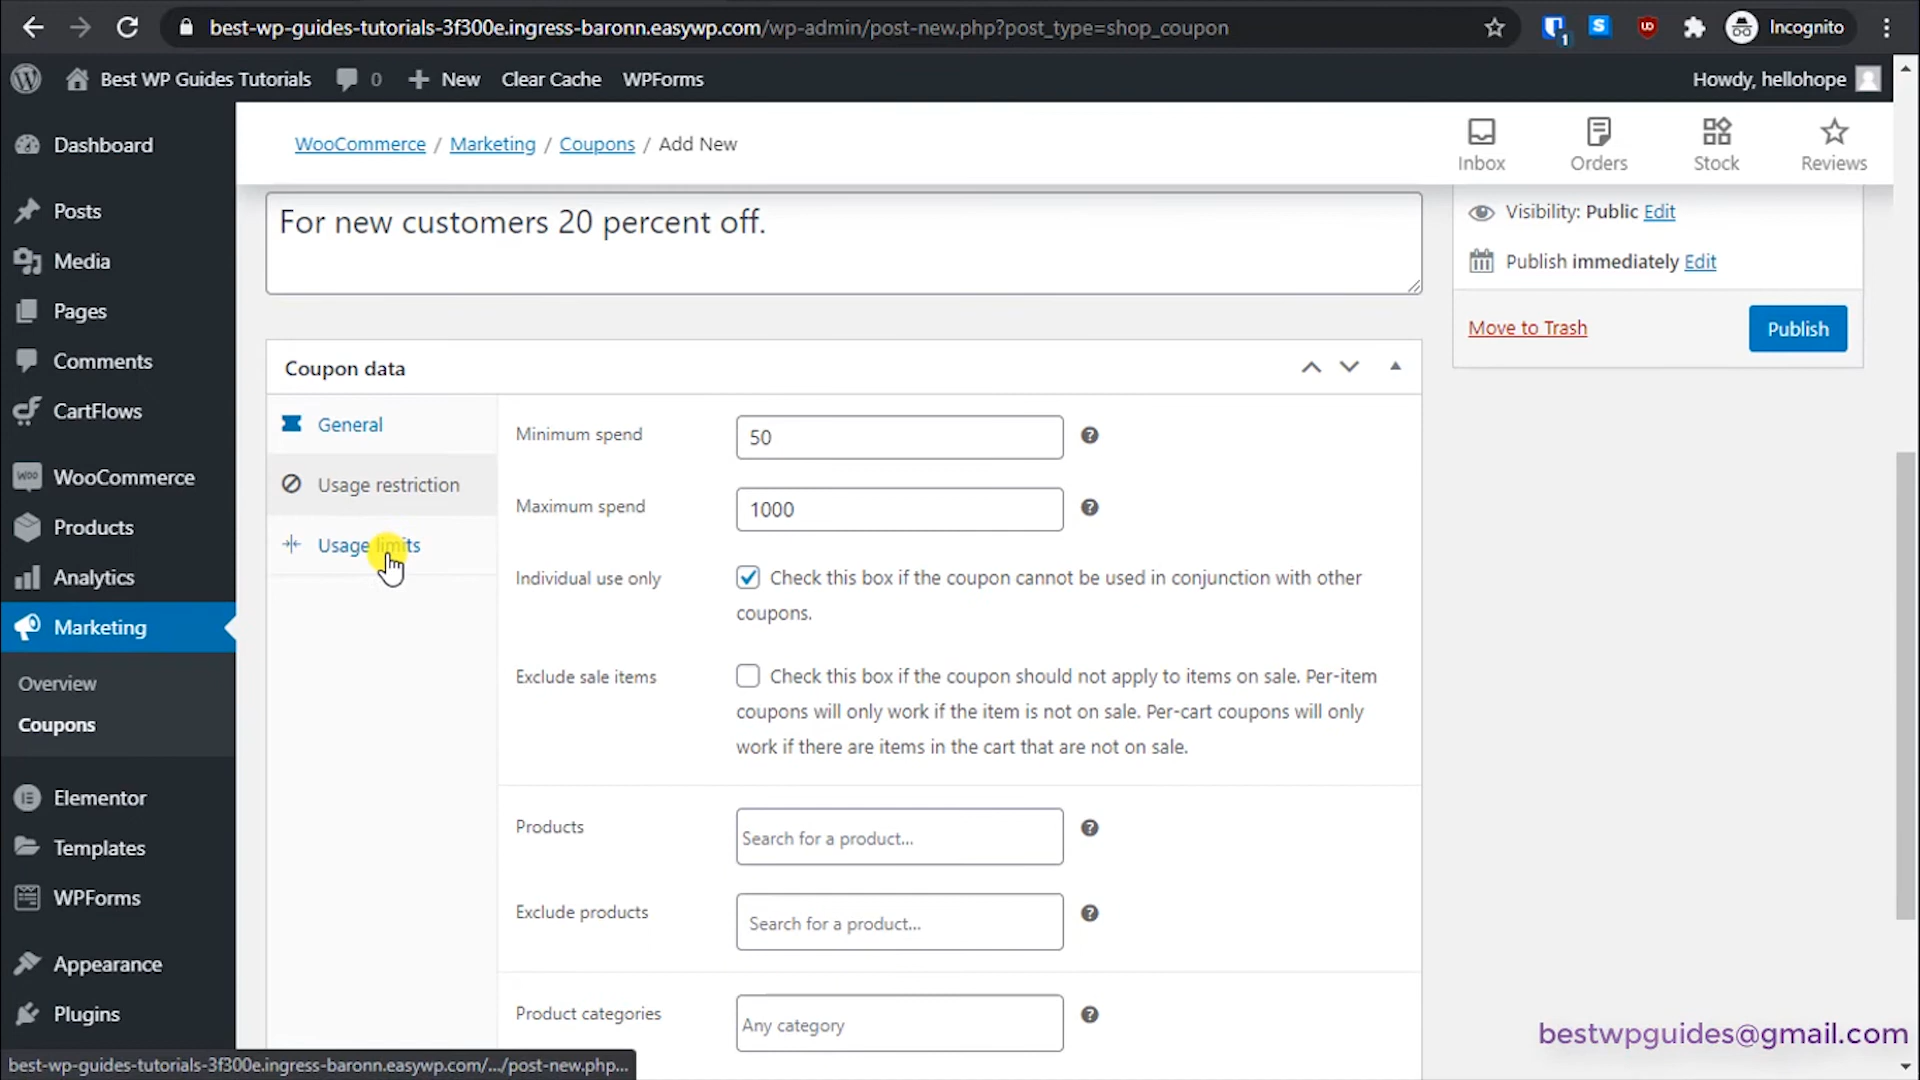 best-wp-guides-tutorials-3f300e.ingress-baronn.easywp.com/wp-admin/post-new.php?post_type=shop_coupon
1
S
UD
Incognito
Best WP Guides Tutorials
0
New
Clear Cache
WPForms
Howdy, hellohope
Dashboard
Posts
Media
Pages
Comments
CartFlows
Woo
WooCommerce
Products
Analytics
Marketing
Overview
Coupons
Elementor
Templates
WPForms
Appearance
Plugins
WooCommerce / Marketing / Coupons / Add New
Inbox
Orders
Stock
Reviews
For new customers 20 percent off.
Visibility: Public Edit
Publish immediately Edit
Move to Trash
Publish
Coupon data
General
Usage restriction
Usage limits
Minimum spend
50
Maximum spend
1000
Individual use only
Check this box if the coupon cannot be used in conjunction with other
coupons.
Exclude sale items
Check this box if the coupon should not apply to items on sale. Per-item
coupons will only work if the item is not on sale. Per-cart coupons will only
work if there are items in the cart that are not on sale.
Products
Search for a product...
Exclude products
Search for a product...
Product categories
Any category
bestwpguides@gmail.com
best-wp-guides-tutorials-3f300e.ingress-baronn.easywp.com/.../post-new.php...